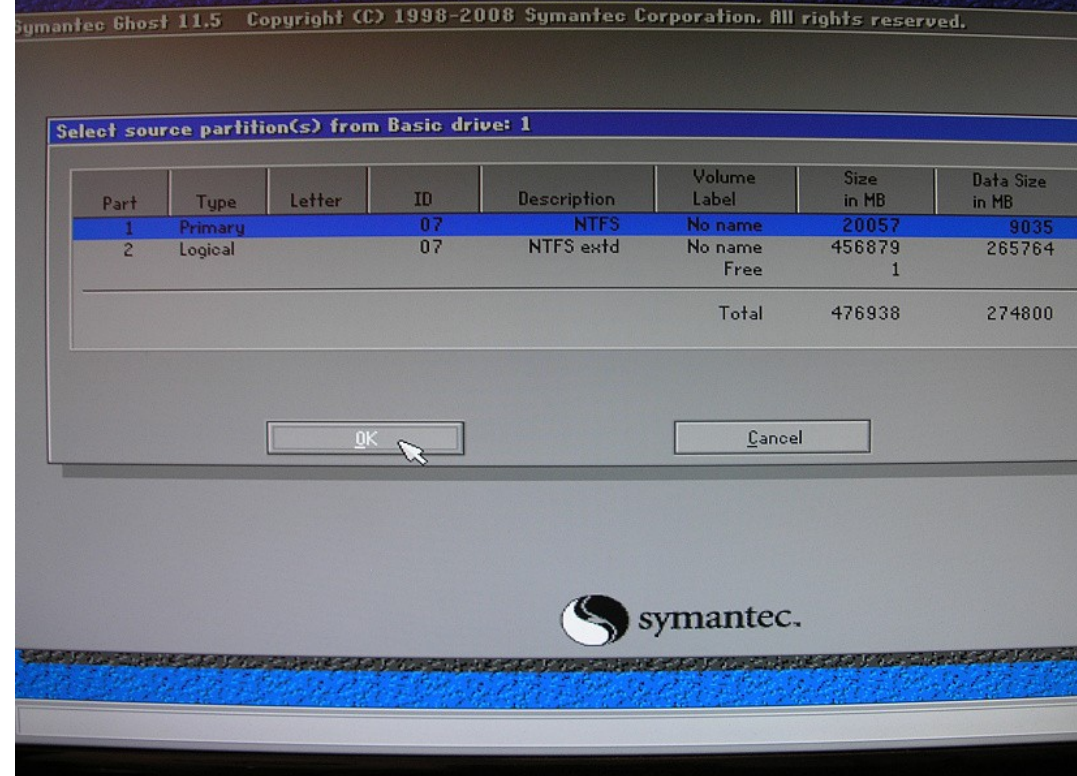 Symantec Ghost 11.5   Copyright (C) 1998-2008 Symantec Corporation. All rights reserved.
Select source partition(s) from Basic drive: 1
Part Type Letter ID Description Volume Label Size in MB Data Size in MB
1 Primary 07 NTFS No name 20057 9035
2 Logical 07 NTFS extd No name 456879 265764
Free 1
Total 476938 274800
OK Cancel
symantec.